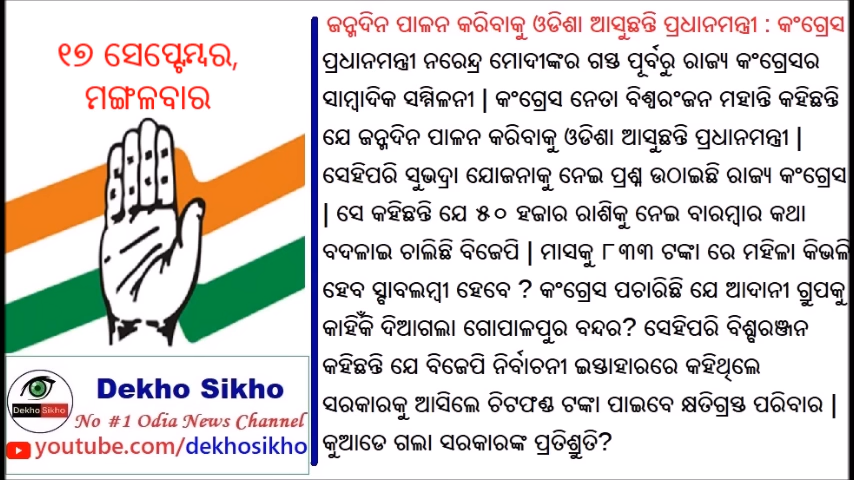 ୧୭ ସେପ୍ଟେମ୍ବର,
ମଙ୍ଗଳବାର
ଜନ୍ମଦିନ ପାଳନ କରିବାକୁ ଓଡିଶା ଆସୁଛନ୍ତି ପ୍ରଧାନମନ୍ତ୍ରୀ : କଂଗ୍ରେସ
ପ୍ରଧାନମନ୍ତ୍ରୀ ନରେନ୍ଦ୍ର ମୋଦୀଙ୍କର ଗସ୍ତ ପୂର୍ବରୁ ରାଜ୍ୟ କଂଗ୍ରେସର
ସାମ୍ବାଦିକ ସମ୍ମିଳନୀ | କଂଗ୍ରେସ ନେତା ବିଶ୍ୱରଂଜନ ମହାନ୍ତି କହିଛନ୍ତି
ଯେ ଜନ୍ମଦିନ ପାଳନ କରିବାକୁ ଓଡିଶା ଆସୁଛନ୍ତି ପ୍ରଧାନମନ୍ତ୍ରୀ |
ସେହିପରି ସୁଭଦ୍ରା ଯୋଜନାକୁ ନେଇ ପ୍ରଶ୍ନ ଉଠାଇଛି ରାଜ୍ୟ କଂଗ୍ରେସ
| ସେ କହିଛନ୍ତି ଯେ ୫୦ ହଜାର ରାଶିକୁ ନେଇ ବାରମ୍ବାର କଥା
ବଦଳାଇ ଚାଲିଛି ବିଜେପି | ମାସକୁ ୮୩୩ ଟଙ୍କା ରେ ମହିଳା କିଭଳି
ହେବ ସ୍ବାବଲମ୍ବୀ ହେବେ ? କଂଗ୍ରେସ ପଚାରିଛି ଯେ ଆଦାନୀ ଗ୍ରୁପକୁ
କାହିଁକି ଦିଆଗଲା ଗୋପାଳପୁର ବନ୍ଦର? ସେହିପରି ବିଶ୍ବରଞ୍ଜନ
କହିଛନ୍ତି ଯେ ବିଜେପି ନିର୍ବାଚନୀ ଇସ୍ତାହାରରେ କହିଥିଲେ
ସରକାରକୁ ଆସିଲେ ଚିଟଫଣ୍ଡ ଟଙ୍କା ପାଇବେ କ୍ଷତିଗ୍ରସ୍ତ ପରିବାର |
କୁଆଡେ ଗଲା ସରକାରଙ୍କ ପ୍ରତିଶ୍ରୁତି?
Dekho Sikho
Dekho Sikho
No #1 Odia News Channel
youtube.com/dekhosikho